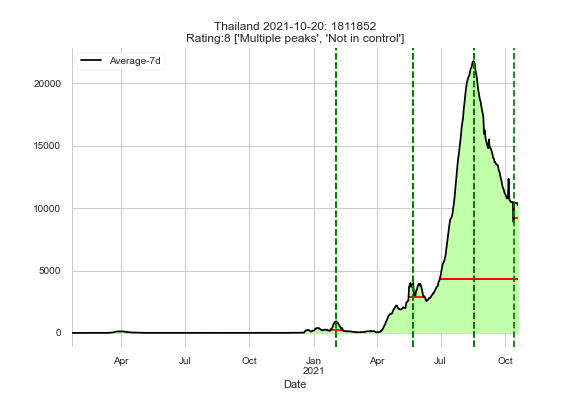 Thailand 2021-10-20: 1811852
Rating:8 ['Multiple peaks', 'Not in control']
Average-7d
20000
15000
10000
5000
0
Apr Jul Oct Jan Apr Jul Oct
2021
Date